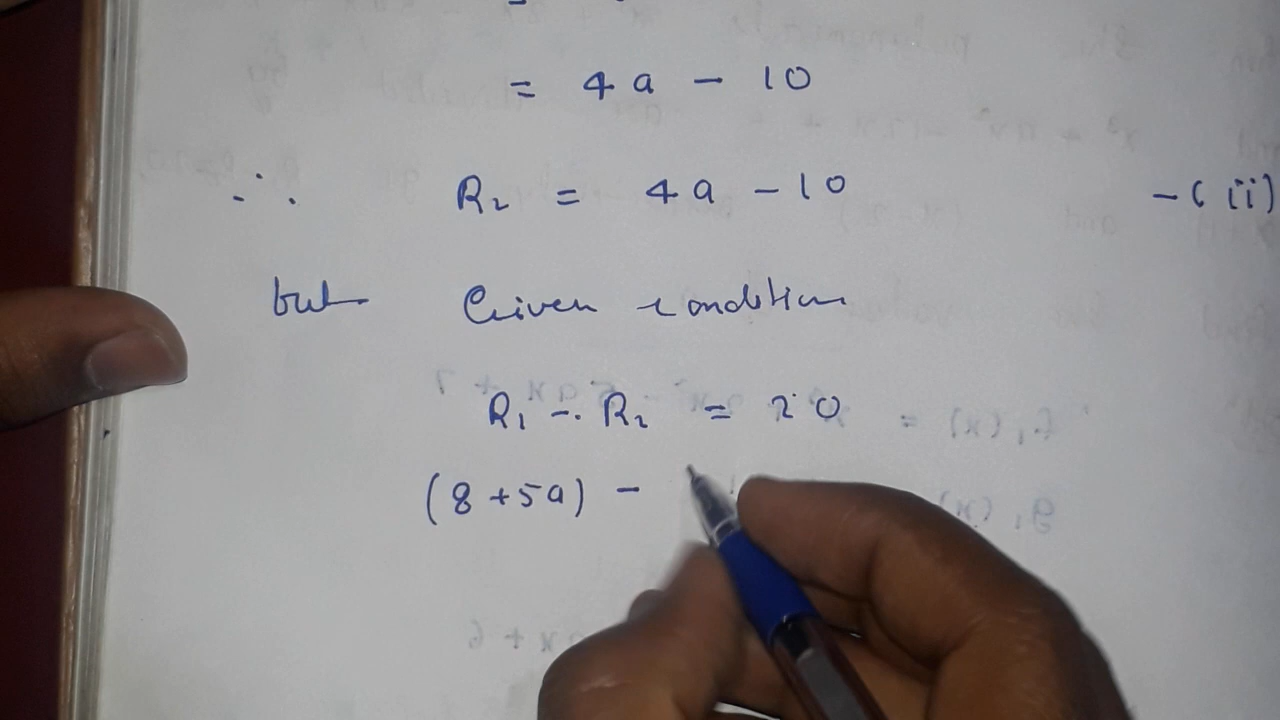 = 4a - 10
∴ R₂ = 4a - 10 - (ii)
but Given condition
R₁ - R₂ = 20
(8 + 5a) -